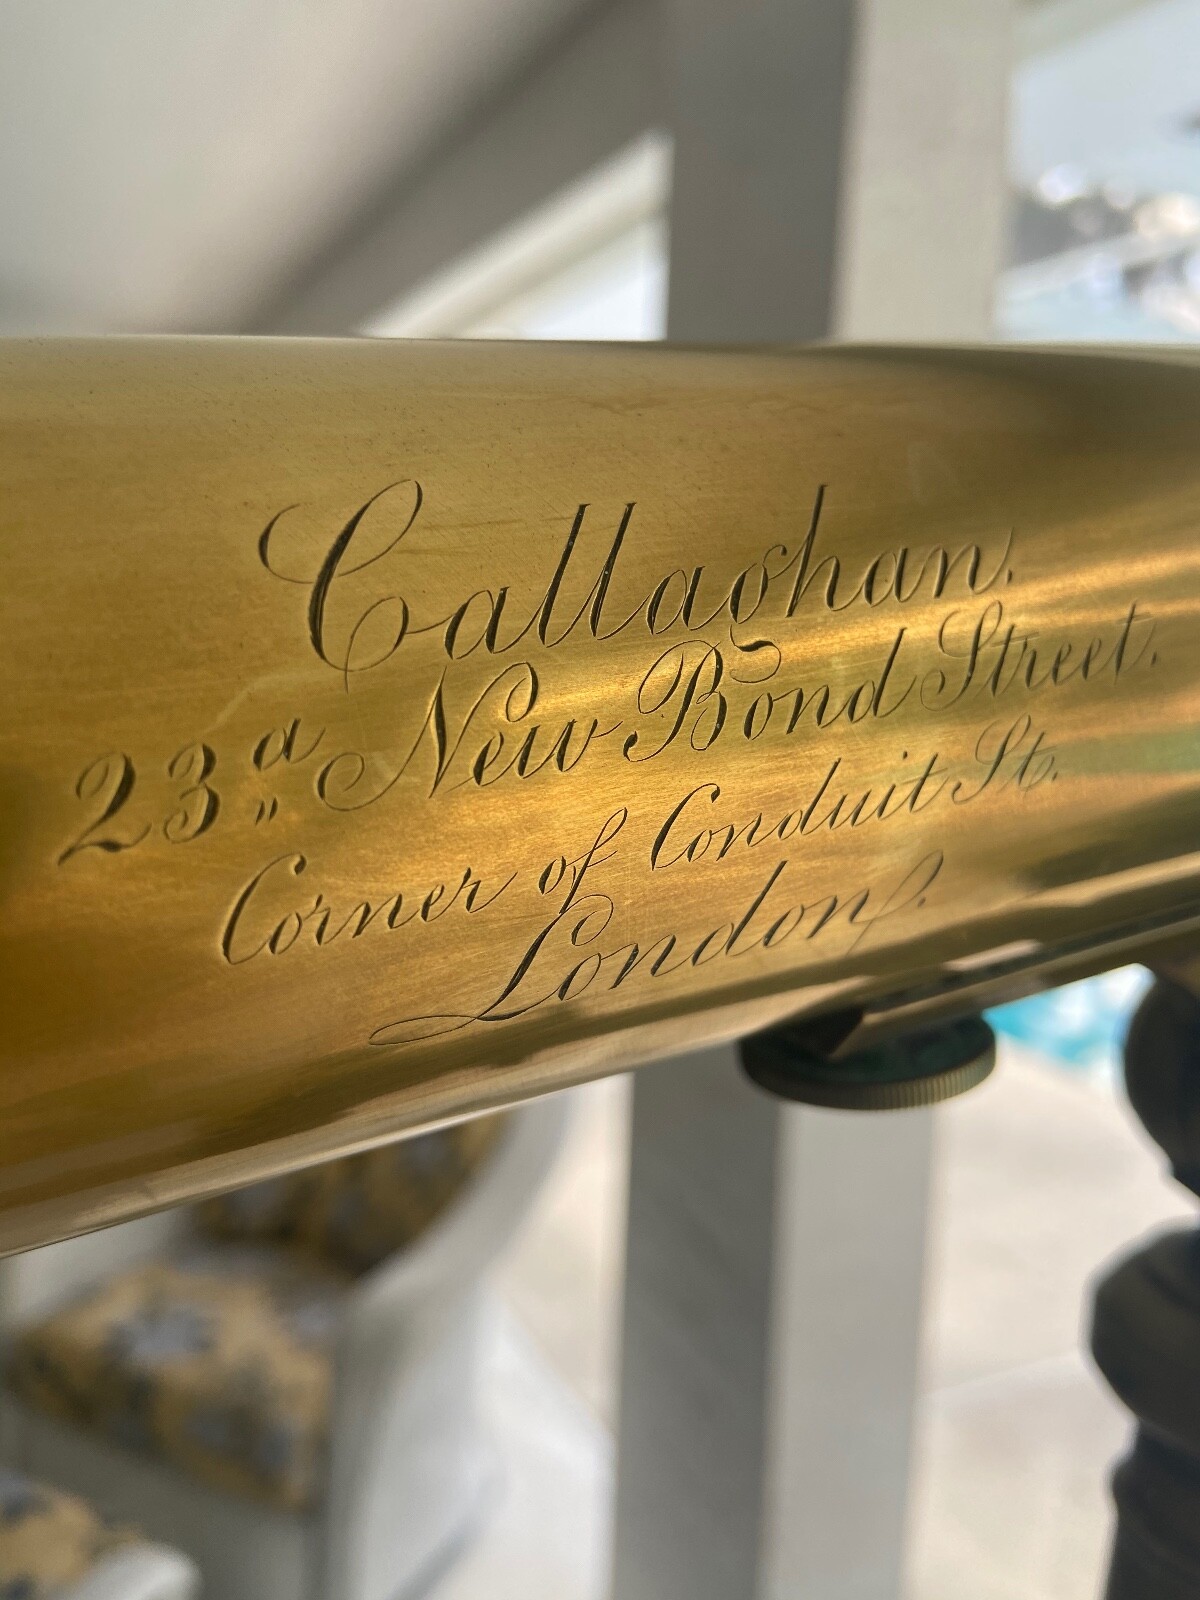 Callaghan.
23a New Bond Street.
Corner of Conduit St.
London.